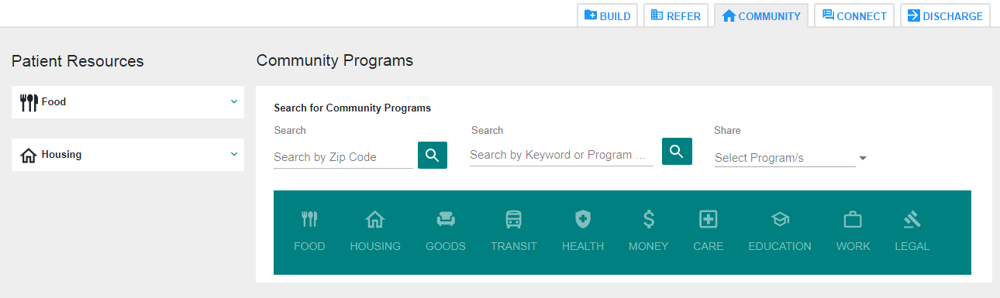 BUILD
REFER
COMMUNITY
CONNECT
DISCHARGE
Patient Resources
Food
Housing
Community Programs
Search for Community Programs
Search
Search by Zip Code
Search
Search by Keyword or Program ...
Share
Select Program/s
FOOD
HOUSING
GOODS
TRANSIT
HEALTH
MONEY
CARE
EDUCATION
WORK
LEGAL